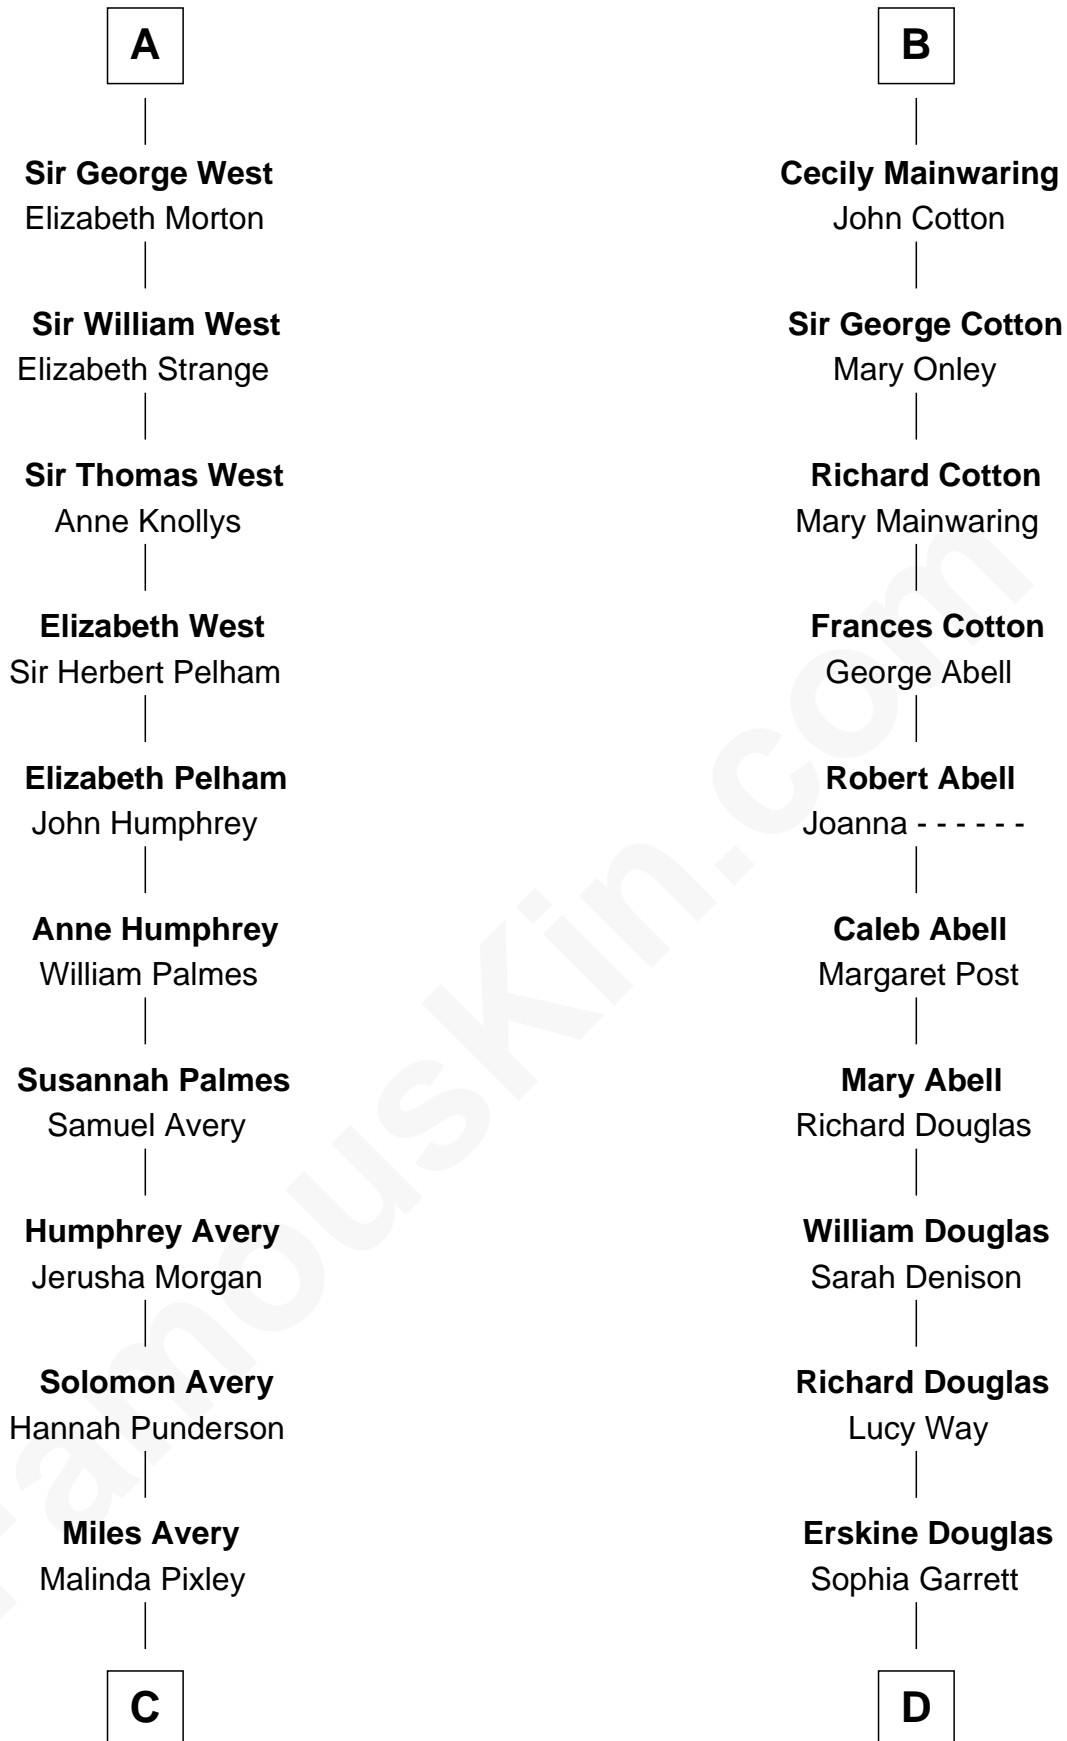 A
Sir George West
Elizabeth Morton
Sir William West
Elizabeth Strange
Sir Thomas West
Anne Knollys
Elizabeth West
Sir Herbert Pelham
Elizabeth Pelham
John Humphrey
Anne Humphrey
William Palmes
Susannah Palmes
Samuel Avery
Humphrey Avery
Jerusha Morgan
Solomon Avery
Hannah Punderson
Miles Avery
Malinda Pixley
C
B
Cecily Mainwaring
John Cotton
Sir George Cotton
Mary Onley
Richard Cotton
Mary Mainwaring
Frances Cotton
George Abell
Robert Abell
Joanna - - - - - -
Caleb Abell
Margaret Post
Mary Abell
Richard Douglas
William Douglas
Sarah Denison
Richard Douglas
Lucy Way
Erskine Douglas
Sophia Garrett
D
FamousKin.com